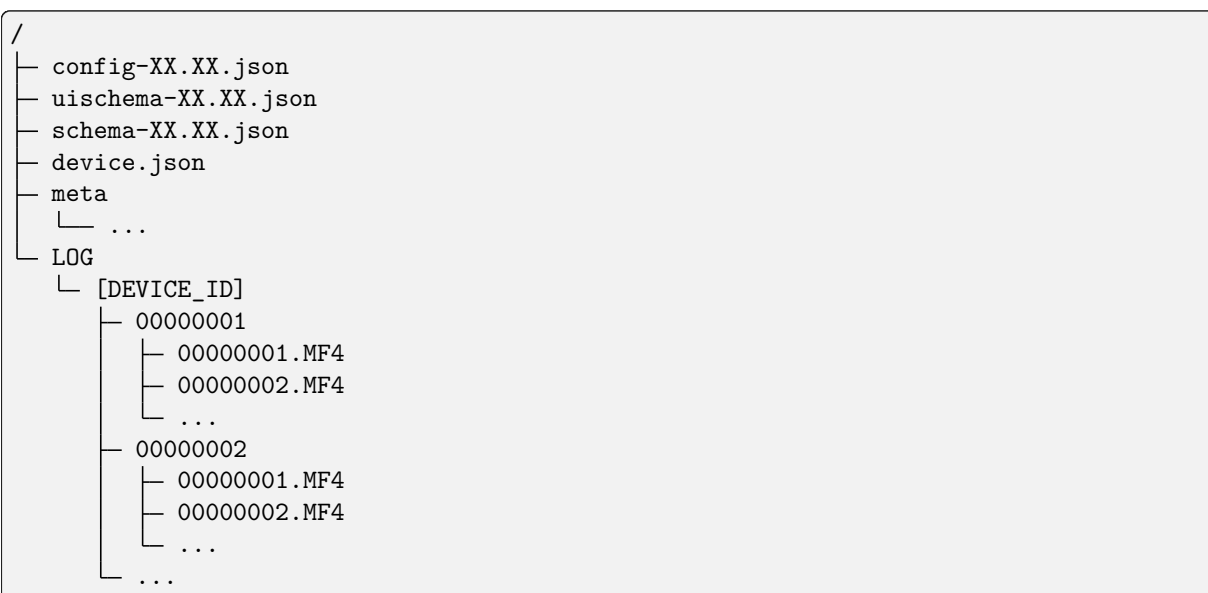 /
config-XX.XX.json
uischema-XX.XX.json
schema-XX.XX.json
device.json
meta
...
LOG
[DEVICE_ID]
00000001
00000001.MF4
00000002.MF4
...
00000002
00000001.MF4
00000002.MF4
...
...